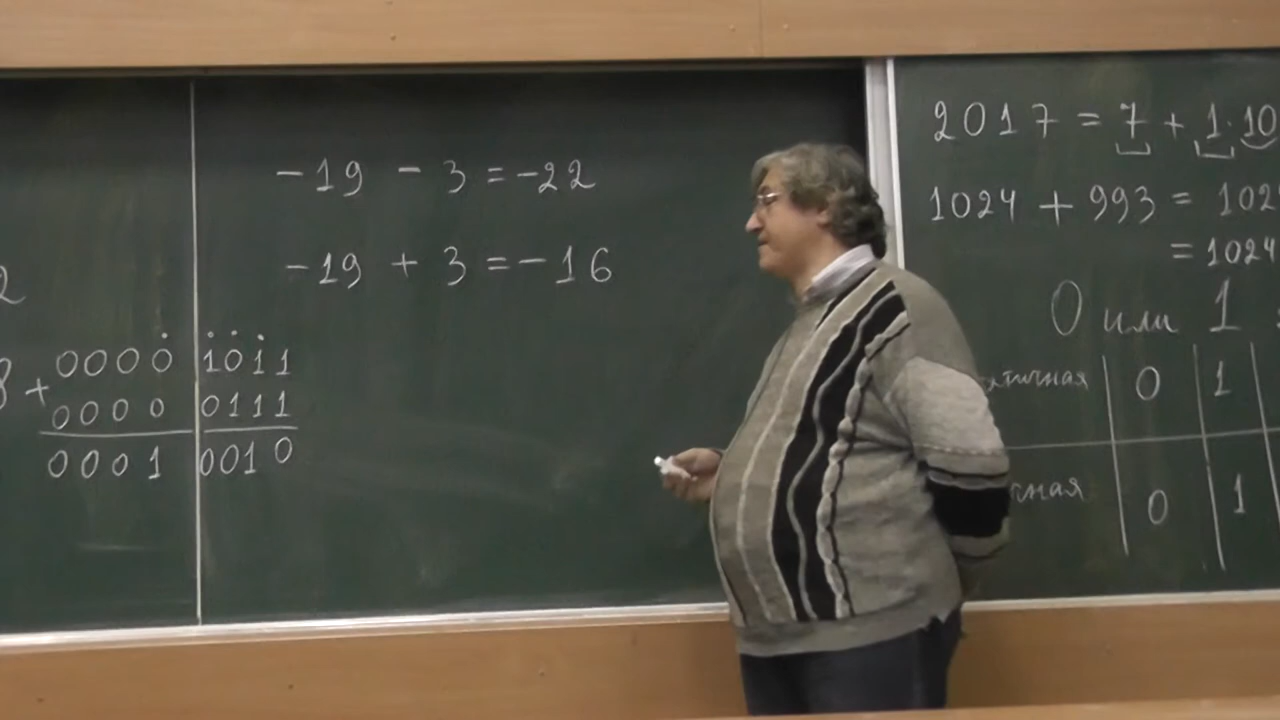 2
-19 - 3 = -22
-19 + 3 = -16
+ 0000 1011
0000 0111
0001 0010
2017 = 7 + 1·10
1024 + 993 = 102
= 1024
0 или 1
0 1
0 1